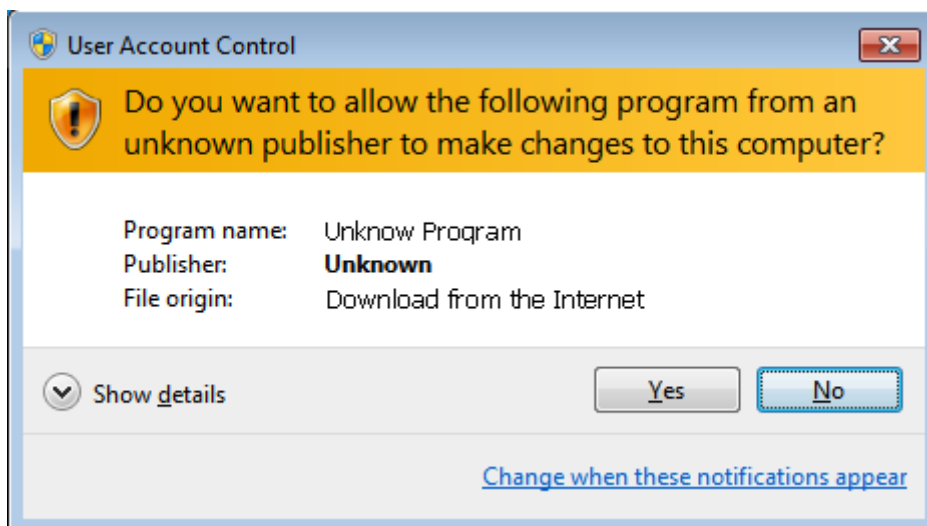 User Account Control
Do you want to allow the following program from an
unknown publisher to make changes to this computer?
Program name: Unknow Program
Publisher: Unknown
File origin: Download from the Internet
Show details
Yes
No
Change when these notifications appear